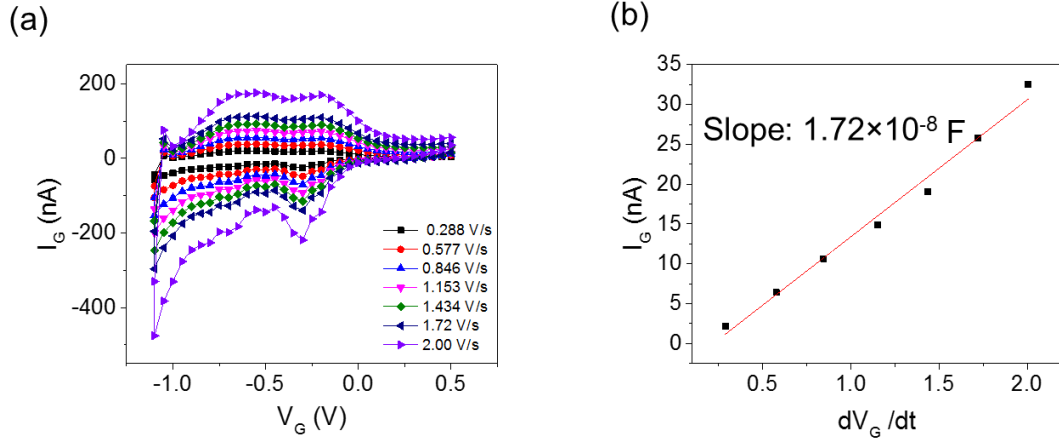 (a)
200
0
-200
-400
I_G (nA)
-1.0 -0.5 0.0 0.5
V_G (V)
0.288 V/s
0.577 V/s
0.846 V/s
1.153 V/s
1.434 V/s
1.72 V/s
2.00 V/s
(b)
35
30
25
20
15
10
5
0
I_G (nA)
Slope: 1.72×10⁻⁸ F
0.5 1.0 1.5 2.0
dV_G /dt